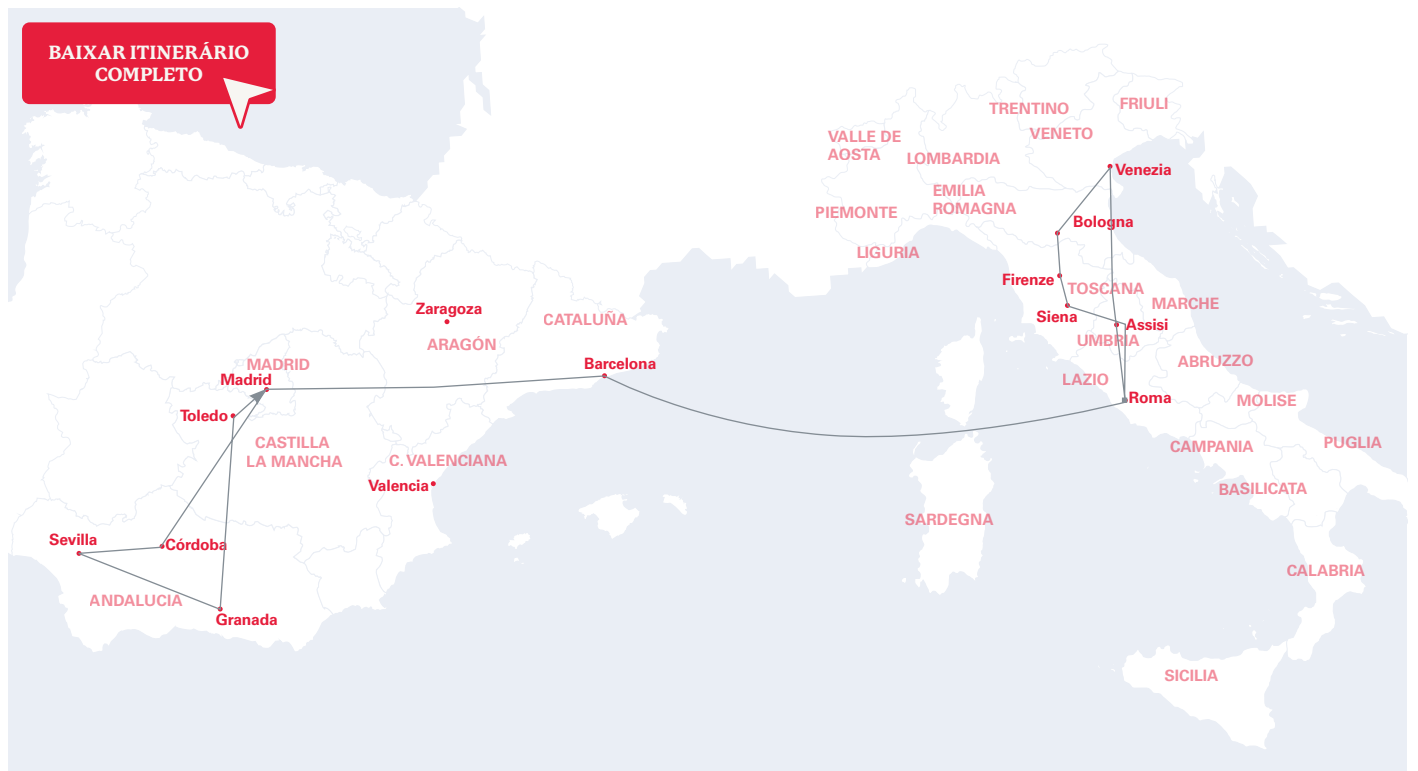 BAIXAR ITINERÁRIO
COMPLETO
TRENTINO
FRIULI
VENETO
VALLE DE
AOSTA
LOMBARDIA
Venezia
EMILIA
ROMAGNA
PIEMONTE
Bologna
LIGURIA
Firenze
TOSCANA
MARCHE
Zaragoza
CATALUÑA
Siena
Assisi
ARAGÓN
UMBRIA
MADRID
Barcelona
ABRUZZO
Madrid
LAZIO
Roma
MOLISE
Toledo
CASTILLA
LA MANCHA
C. VALENCIANA
CAMPANIA
PUGLIA
Valencia
BASILICATA
SARDEGNA
Sevilla
Córdoba
CALABRIA
ANDALUCIA
Granada
SICILIA